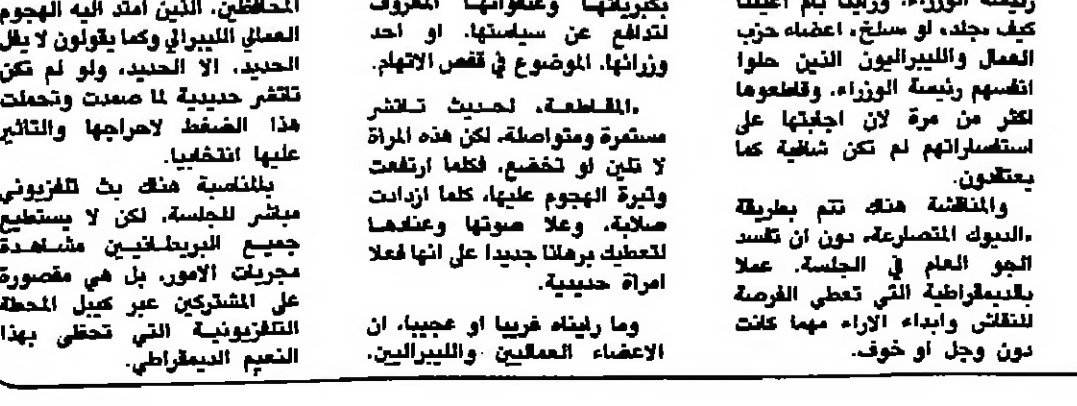 رئيسة الوزراء. ورأينا بأم اعيننا
كيف «جلد» او «سلخ» اعضاء حزب
العمال والليبراليون الذين حلوا
انفسهم رئيسة الوزراء. وقاطعوها
اكثر من مرة لان اجابتها على
استفساراتهم لم تكن شافية كما
يعتقدون.
والمناقشة هناك تتم بطريقة
«الديوك المتصارعة» دون ان تفسد
الجو العام في الجلسة. عملا
بالديمقراطية التي تعطي الفرصة
للنقاش وابداء الاراء مهما كانت
دون وجل او خوف.
بكبريائها وعنفوانها المعروف
لتدافع عن سياستها. او احد
وزرائها. الموضوع في قفص الاتهام.
«المقاطعة» لحديث تاتشر
مستمرة ومتواصلة، لكن هذه المراة
لا تلين او تخضع. فكلما ارتفعت
وتيرة الهجوم عليها، كلما ازدادت
صلابة، وعلا صوتها وعنادها
لتعطيك برهانا جديدا على انها فعلا
امراة حديدية.
وما رايناه غريبا او عجيبا، ان
الاعضاء العماليين والليبراليين.
المحافظين. الذين امتد اليه الهجوم
العمالي الليبرالي وكما يقولون لا يفل
الحديد. الا الحديد، ولو لم تكن
تاتشر حديدية لما صمدت وتحملت
هذا الضغط لاحراجها والتاثير
عليها انتخابيا.
بالمناسبة هناك بث تلفزيوني
مباشر للجلسة. لكن لا يستطيع
جميع البريطانيين مشاهدة
مجريات الامور. بل هي مقصورة
على المشتركين عبر كيبل المحطة
التلفزيونية التي تحظى بهذا
النعيم الديمقراطي.